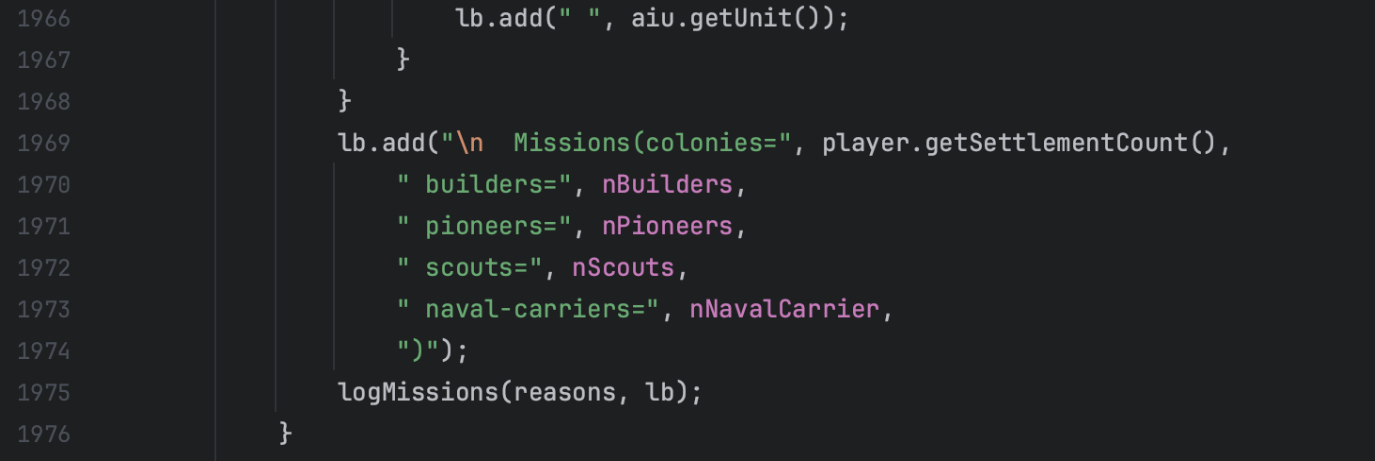 1966                         lb.add(" ", aiu.getUnit());
1967                     }
1968                 }
1969                 lb.add("\n  Missions(colonies=", player.getSettlementCount(),
1970                     " builders=", nBuilders,
1971                     " pioneers=", nPioneers,
1972                     " scouts=", nScouts,
1973                     " naval-carriers=", nNavalCarrier,
1974                     ")");
1975                 logMissions(reasons, lb);
1976             }